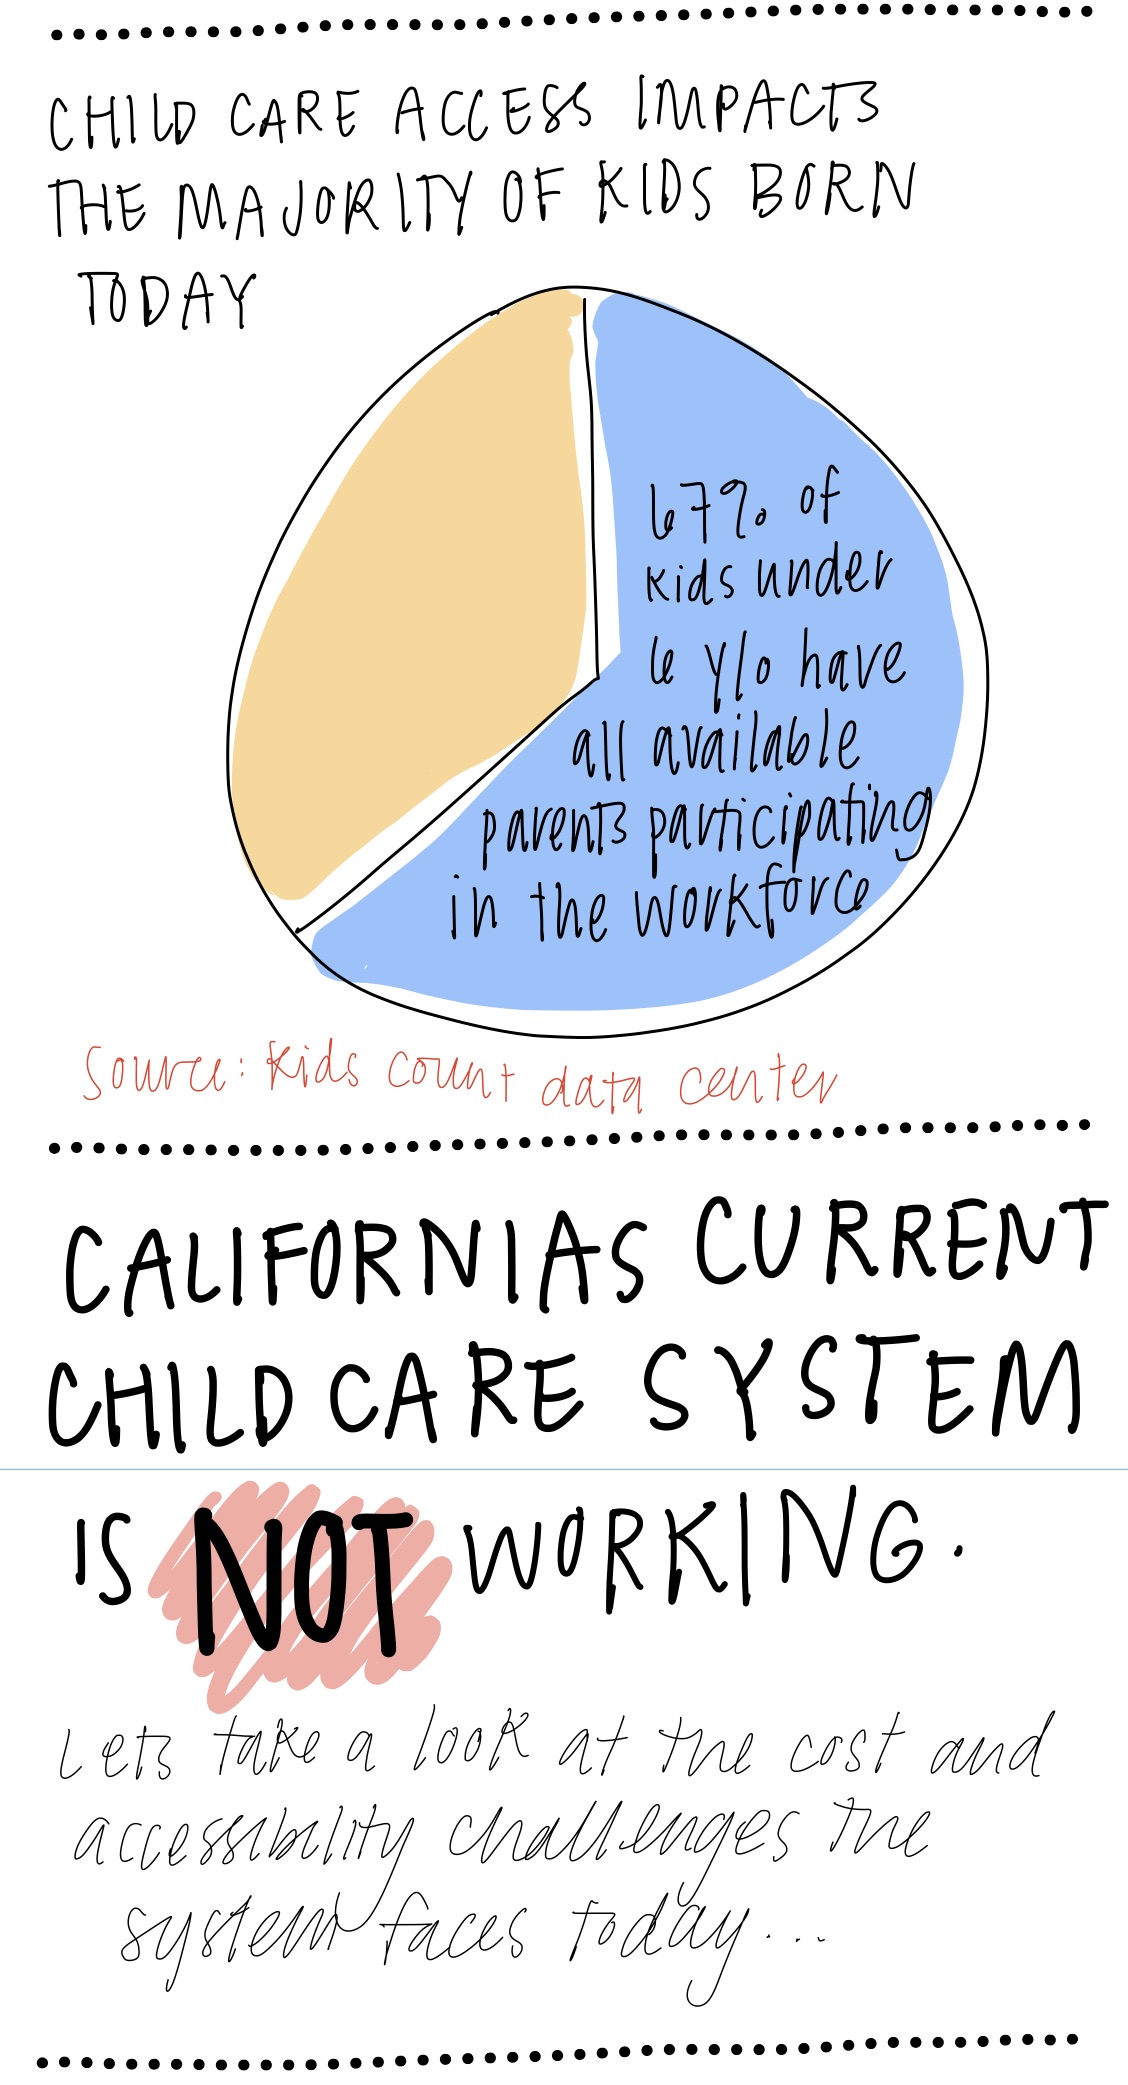 CHILD CARE ACCESS IMPACTS
THE MAJORITY OF KIDS BORN
TODAY
67% of
kids under
6 y/o have
all available
parents participating
in the workforce
Source: Kids count data center
CALIFORNIAS CURRENT
CHILD CARE SYSTEM
IS NOT WORKING.
Lets take a look at the cost and
accessibility challenges the
system faces today...